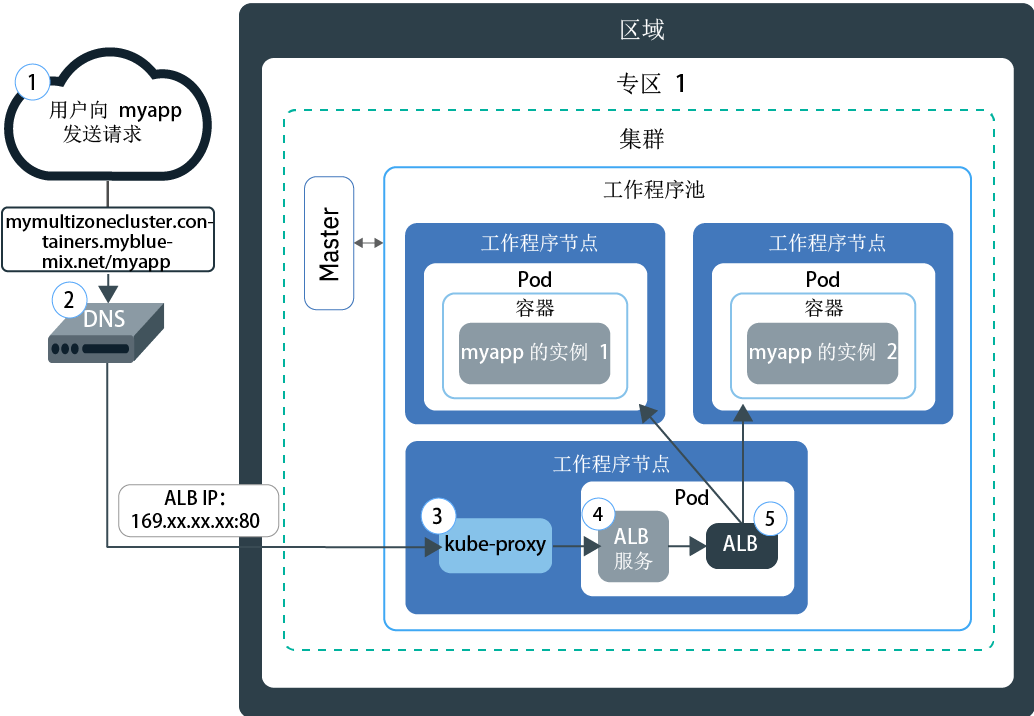 区域
专区 1
集群
1
用户向 myapp
发送请求
mymultizonecluster.con-
tainers.myblue-
mix.net/myapp
2
DNS
ALB IP：
169.xx.xx.xx:80
Master
工作程序池
工作程序节点
Pod
容器
myapp 的实例 1
工作程序节点
Pod
容器
myapp 的实例 2
工作程序节点
3
kube-proxy
Pod
4
ALB
服务
5
ALB